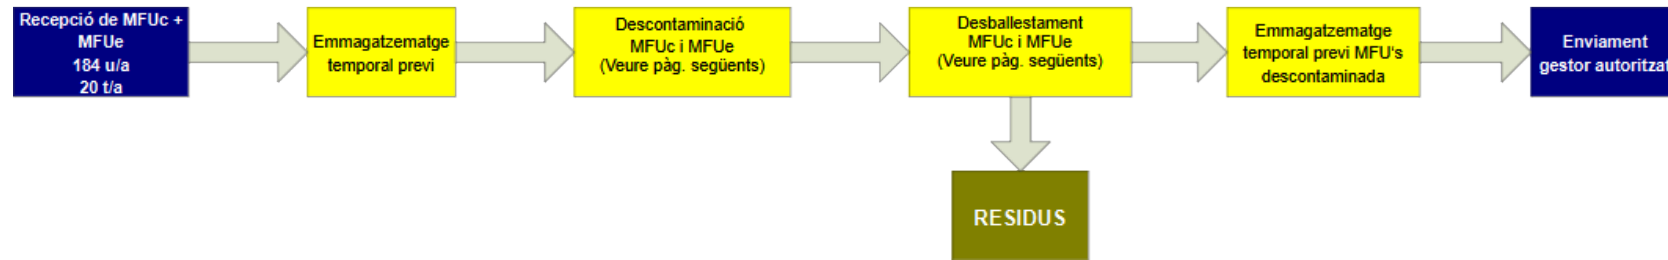 Recepció de MFUc +
MFUe
184 u/a
20 t/a
Emmagatzematge
temporal previ
Descontaminació
MFUc i MFUe
(Veure pàg. següents)
Desballestament
MFUc i MFUe
(Veure pàg. següents)
Emmagatzematge
temporal previ MFU's
descontaminada
Enviament
gestor autoritzat
RESIDUS